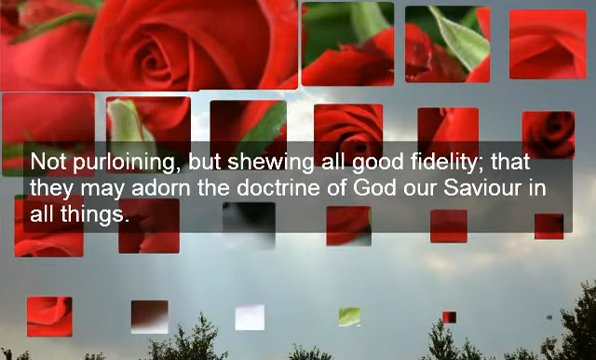 Not purloining, but shewing all good fidelity; that
they may adorn the doctrine of God our Saviour in
all things.